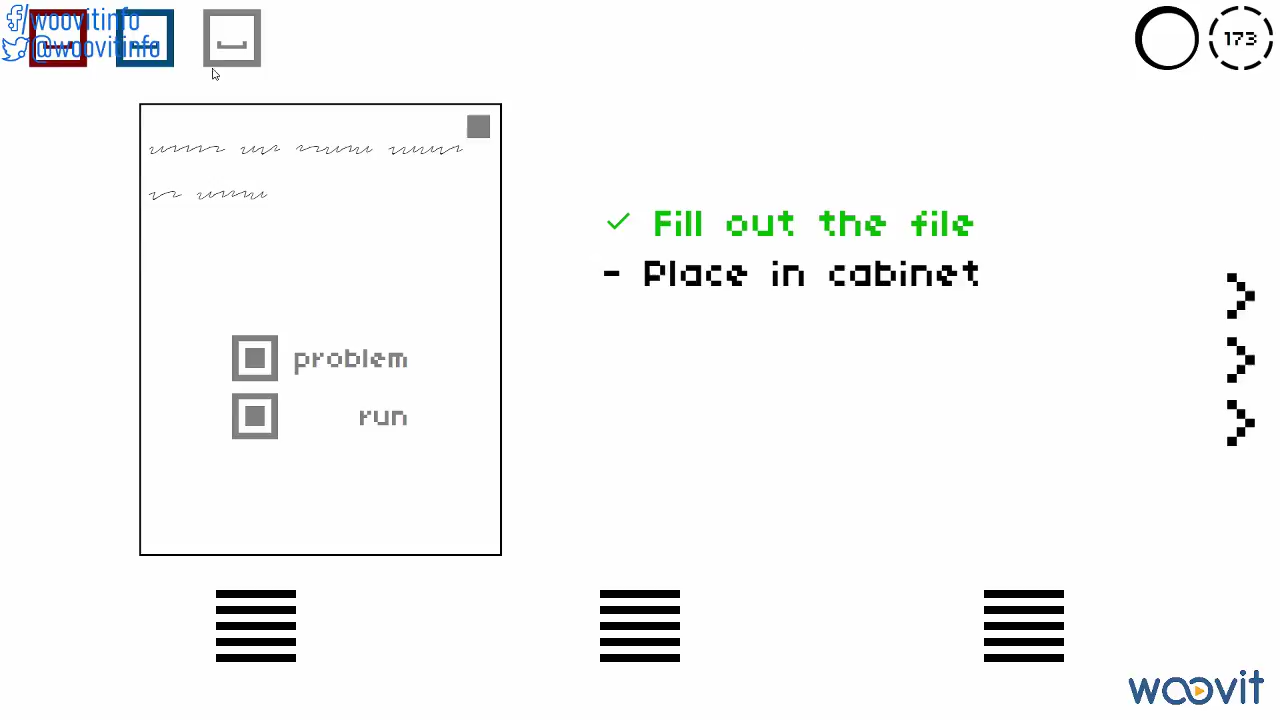 /woovitinfo
@woovitinfo
173
✓ Fill out the file
- Place in cabinet
problem
run
woovit